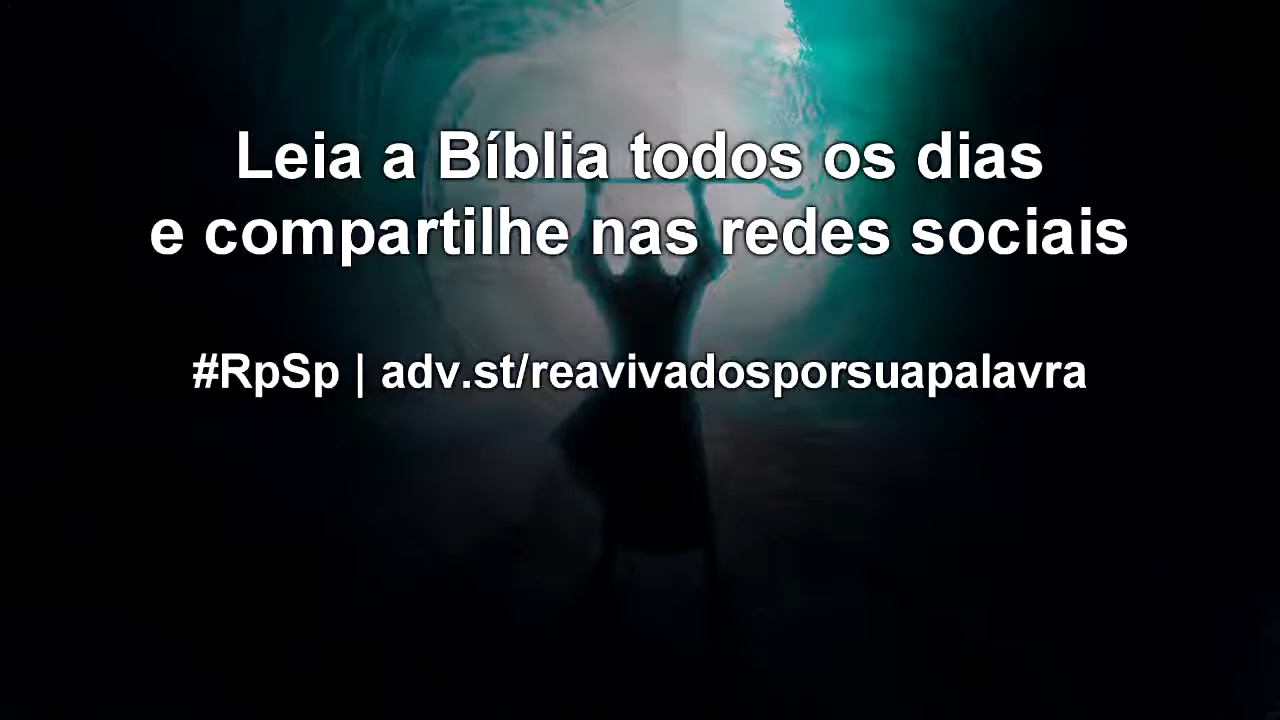 Leia a Bíblia todos os dias
e compartilhe nas redes sociais
#RpSp | adv.st/reavivadosporsuapalavra